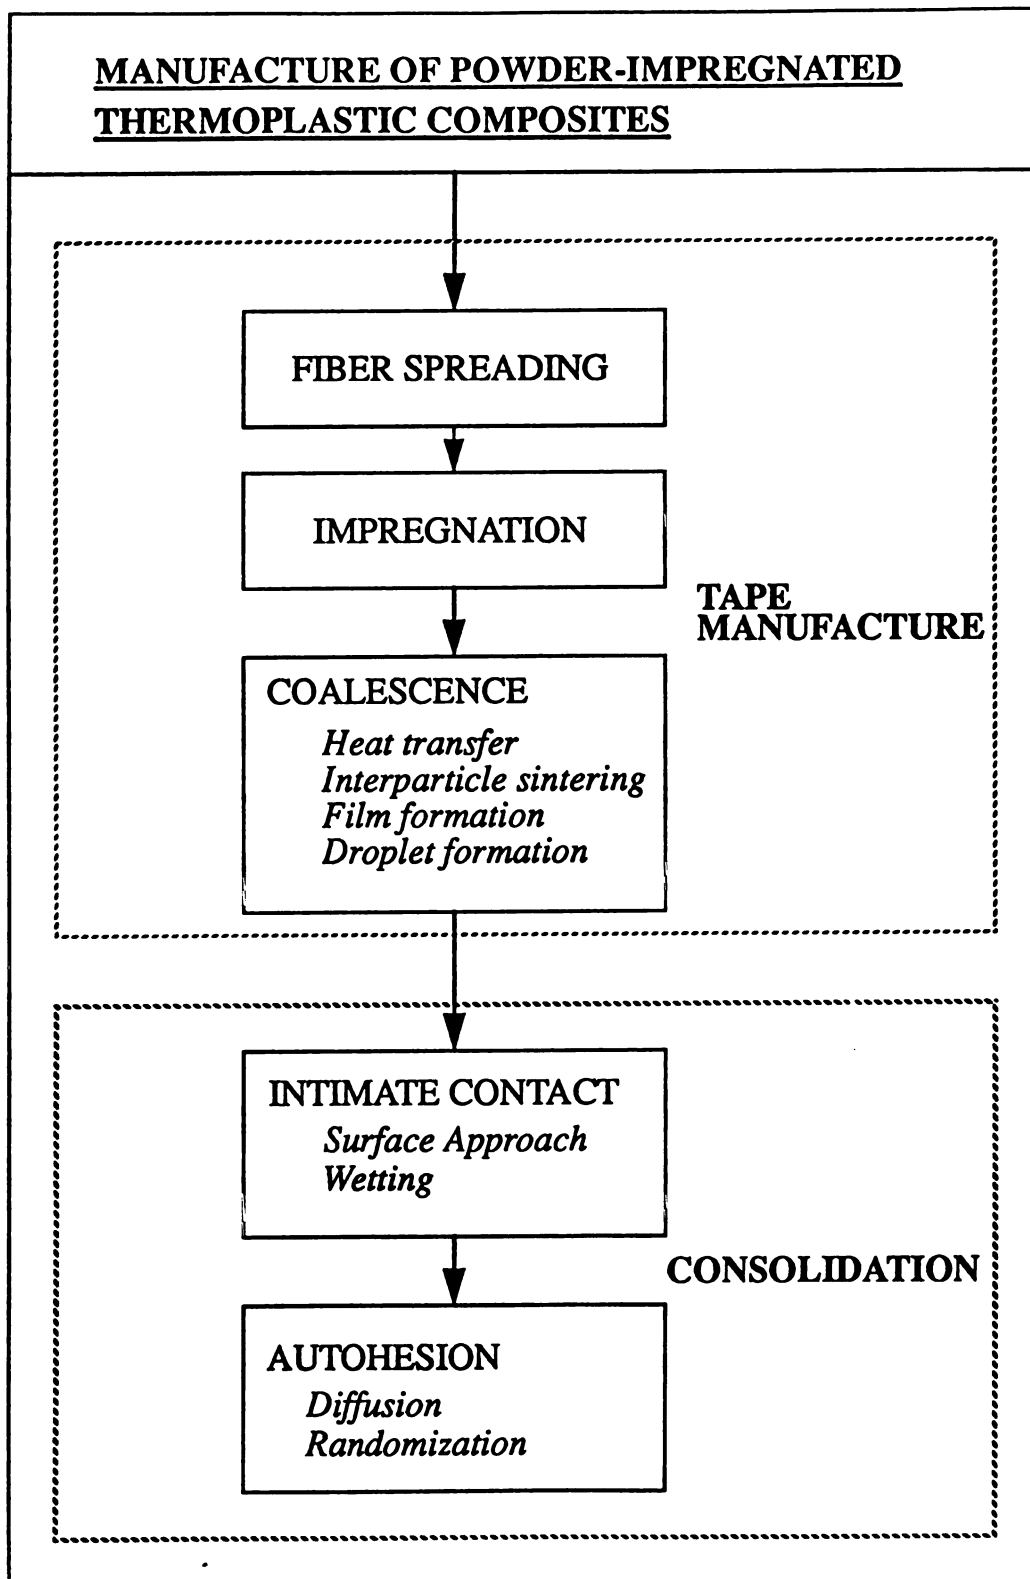 MANUFACTURE OF POWDER-IMPREGNATED
THERMOPLASTIC COMPOSITES
FIBER SPREADING
IMPREGNATION
TAPE
MANUFACTURE
COALESCENCE
Heat transfer
Interparticle sintering
Film formation
Droplet formation
INTIMATE CONTACT
Surface Approach
Wetting
CONSOLIDATION
AUTOHESION
Diffusion
Randomization